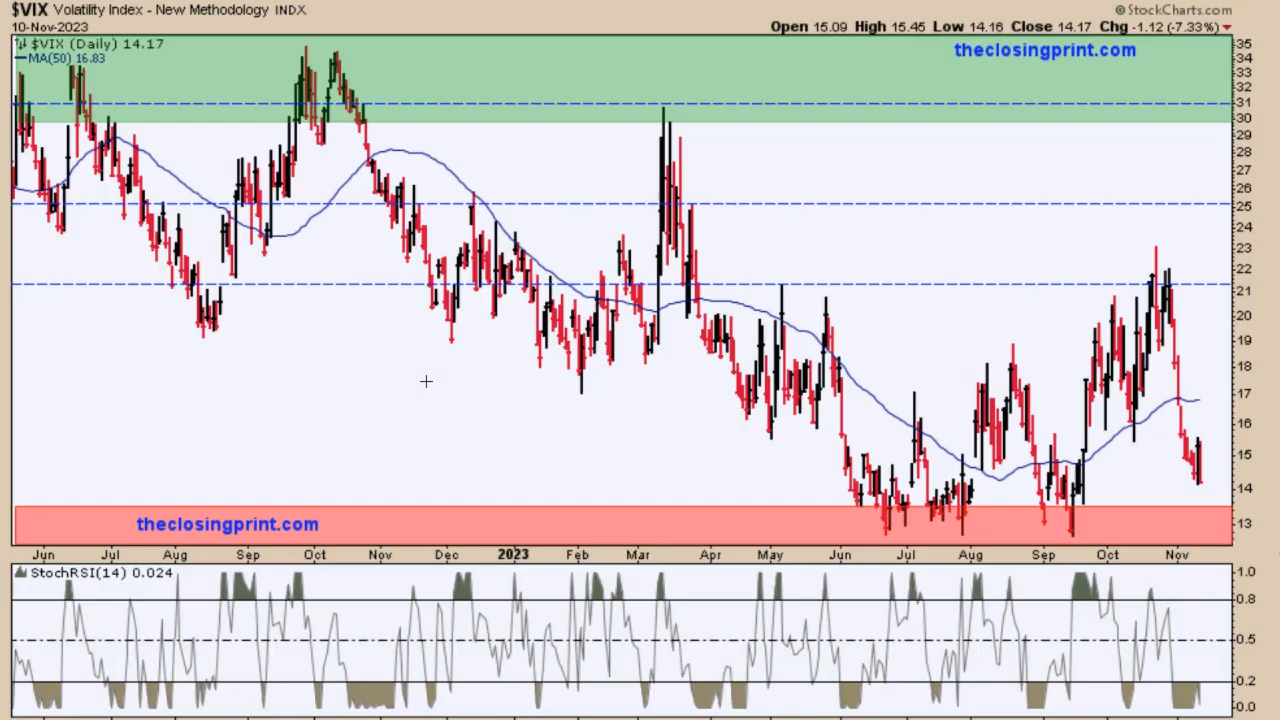 $VIX Volatility Index - New Methodology INDX
© StockCharts.com
10-Nov-2023
Open 15.09 High 15.45 Low 14.16 Close 14.17 Chg -1.12 (-7.33%)
$VIX (Daily) 14.17
MA(50) 16.83
theclosingprint.com
35
34
33
32
31
30
29
28
27
26
25
24
23
22
21
20
19
18
17
16
15
14
13
theclosingprint.com
Jun Jul Aug Sep Oct Nov Dec 2023 Feb Mar Apr May Jun Jul Aug Sep Oct Nov
StochRSI(14) 0.024
1.0
0.8
0.5
0.2
0.0